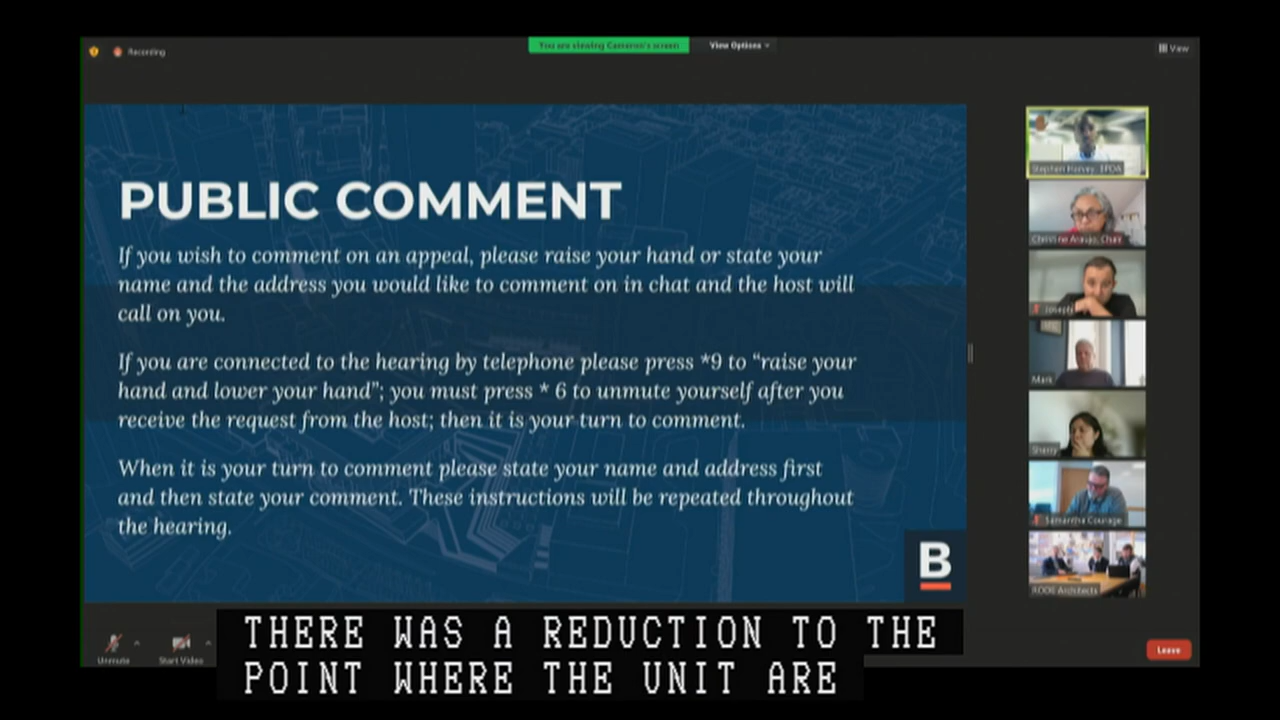 Recording
You are viewing Cameron's screen
View Options
View
PUBLIC COMMENT
If you wish to comment on an appeal, please raise your hand or state your
name and the address you would like to comment on in chat and the host will
call on you.
If you are connected to the hearing by telephone please press *9 to “raise your
hand and lower your hand”; you must press * 6 to unmute yourself after you
receive the request from the host; then it is your turn to comment.
When it is your turn to comment please state your name and address first
and then state your comment. These instructions will be repeated throughout
the hearing.
B
Stephen Harvey, BPDA
Christine Araujo, Chair
Joseph
Mark
Sherry
Samantha Courage
RODE Architects
Unmute
Start Video
Leave
THERE WAS A REDUCTION TO THE
POINT WHERE THE UNIT ARE